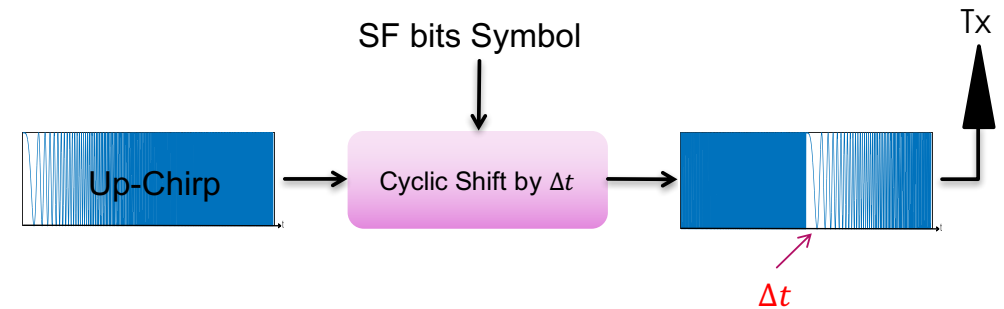 SF bits Symbol
Tx
Up-Chirp
t
Cyclic Shift by Δt
t
Δt